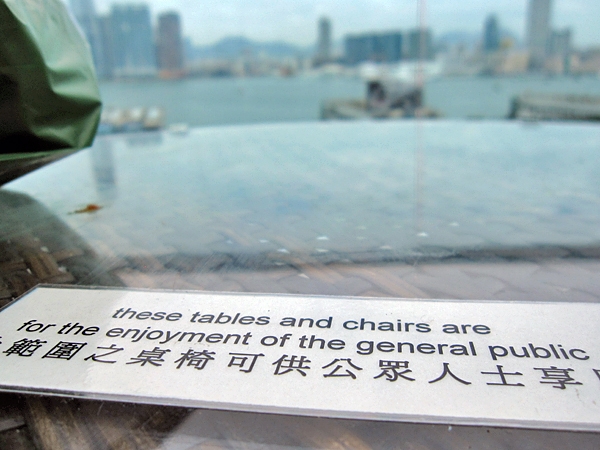 these tables and chairs are
for the enjoyment of the general public
範圍之桌椅可供公眾人士享